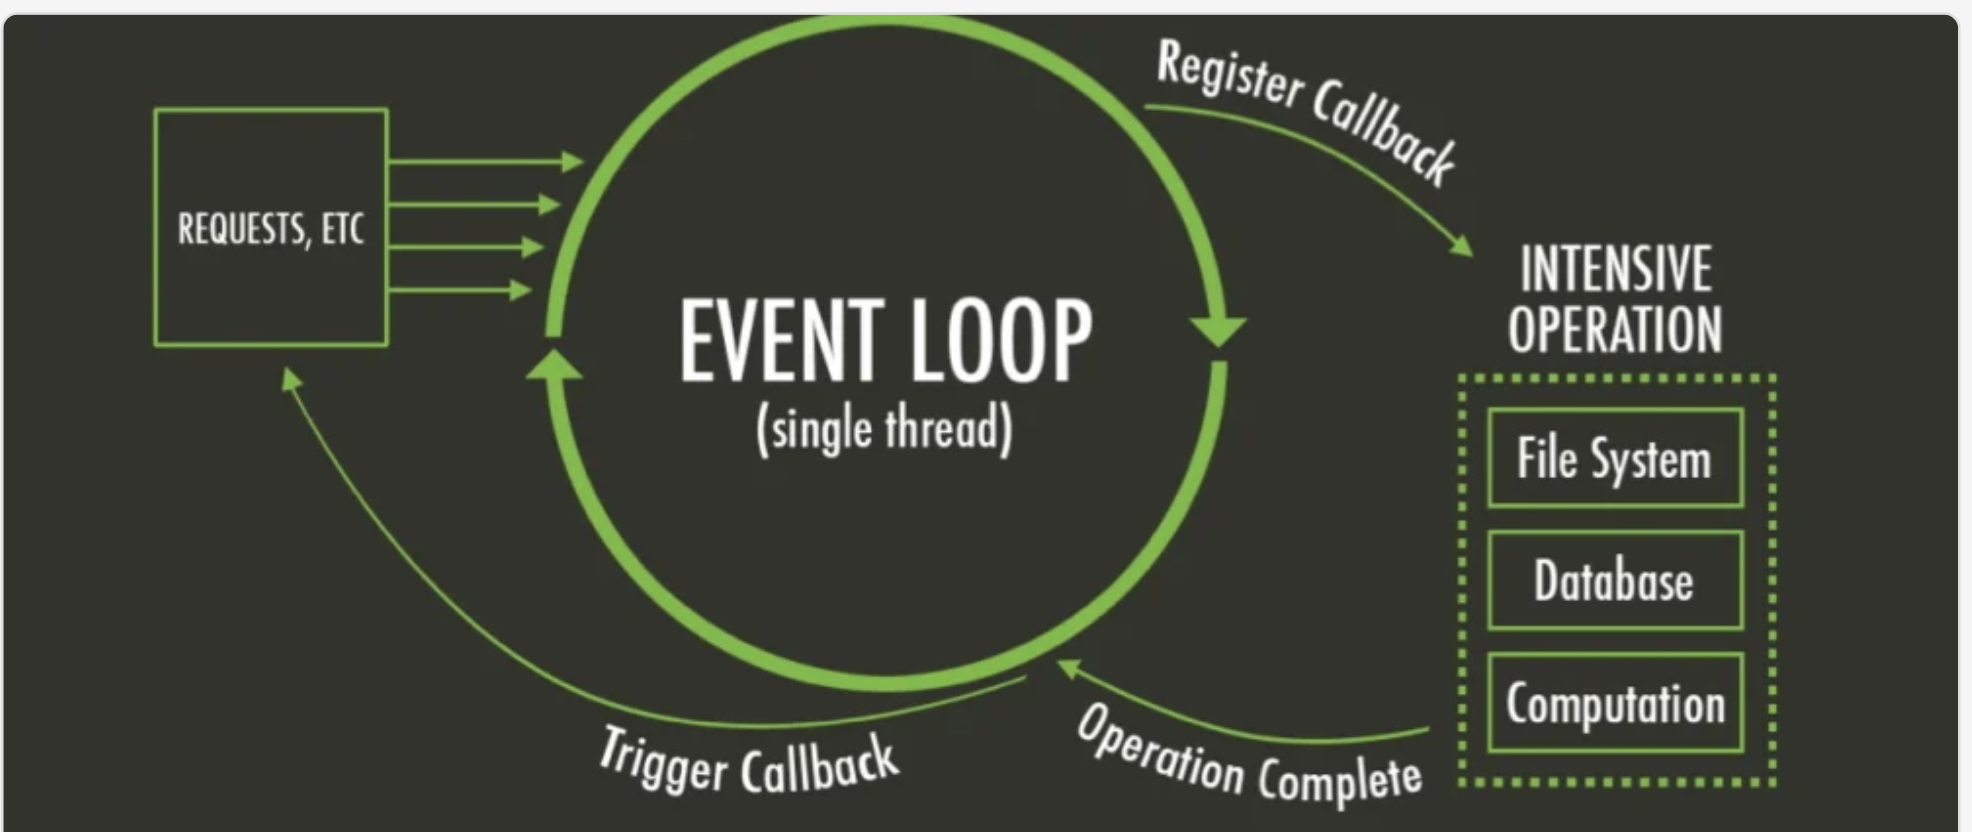 Register Callback
REQUESTS, ETC
EVENT LOOP
(single thread)
INTENSIVE
OPERATION
File System
Database
Computation
Operation Complete
Trigger Callback